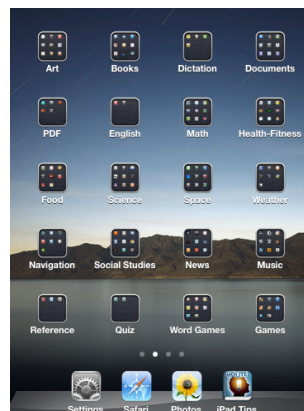 Art Books Dictation Documents
PDF English Math Health-Fitness
Food Science Space Weather
Navigation Social Studies News Music
Reference Quiz Word Games Games
Settings Safari Photos iPad Tips